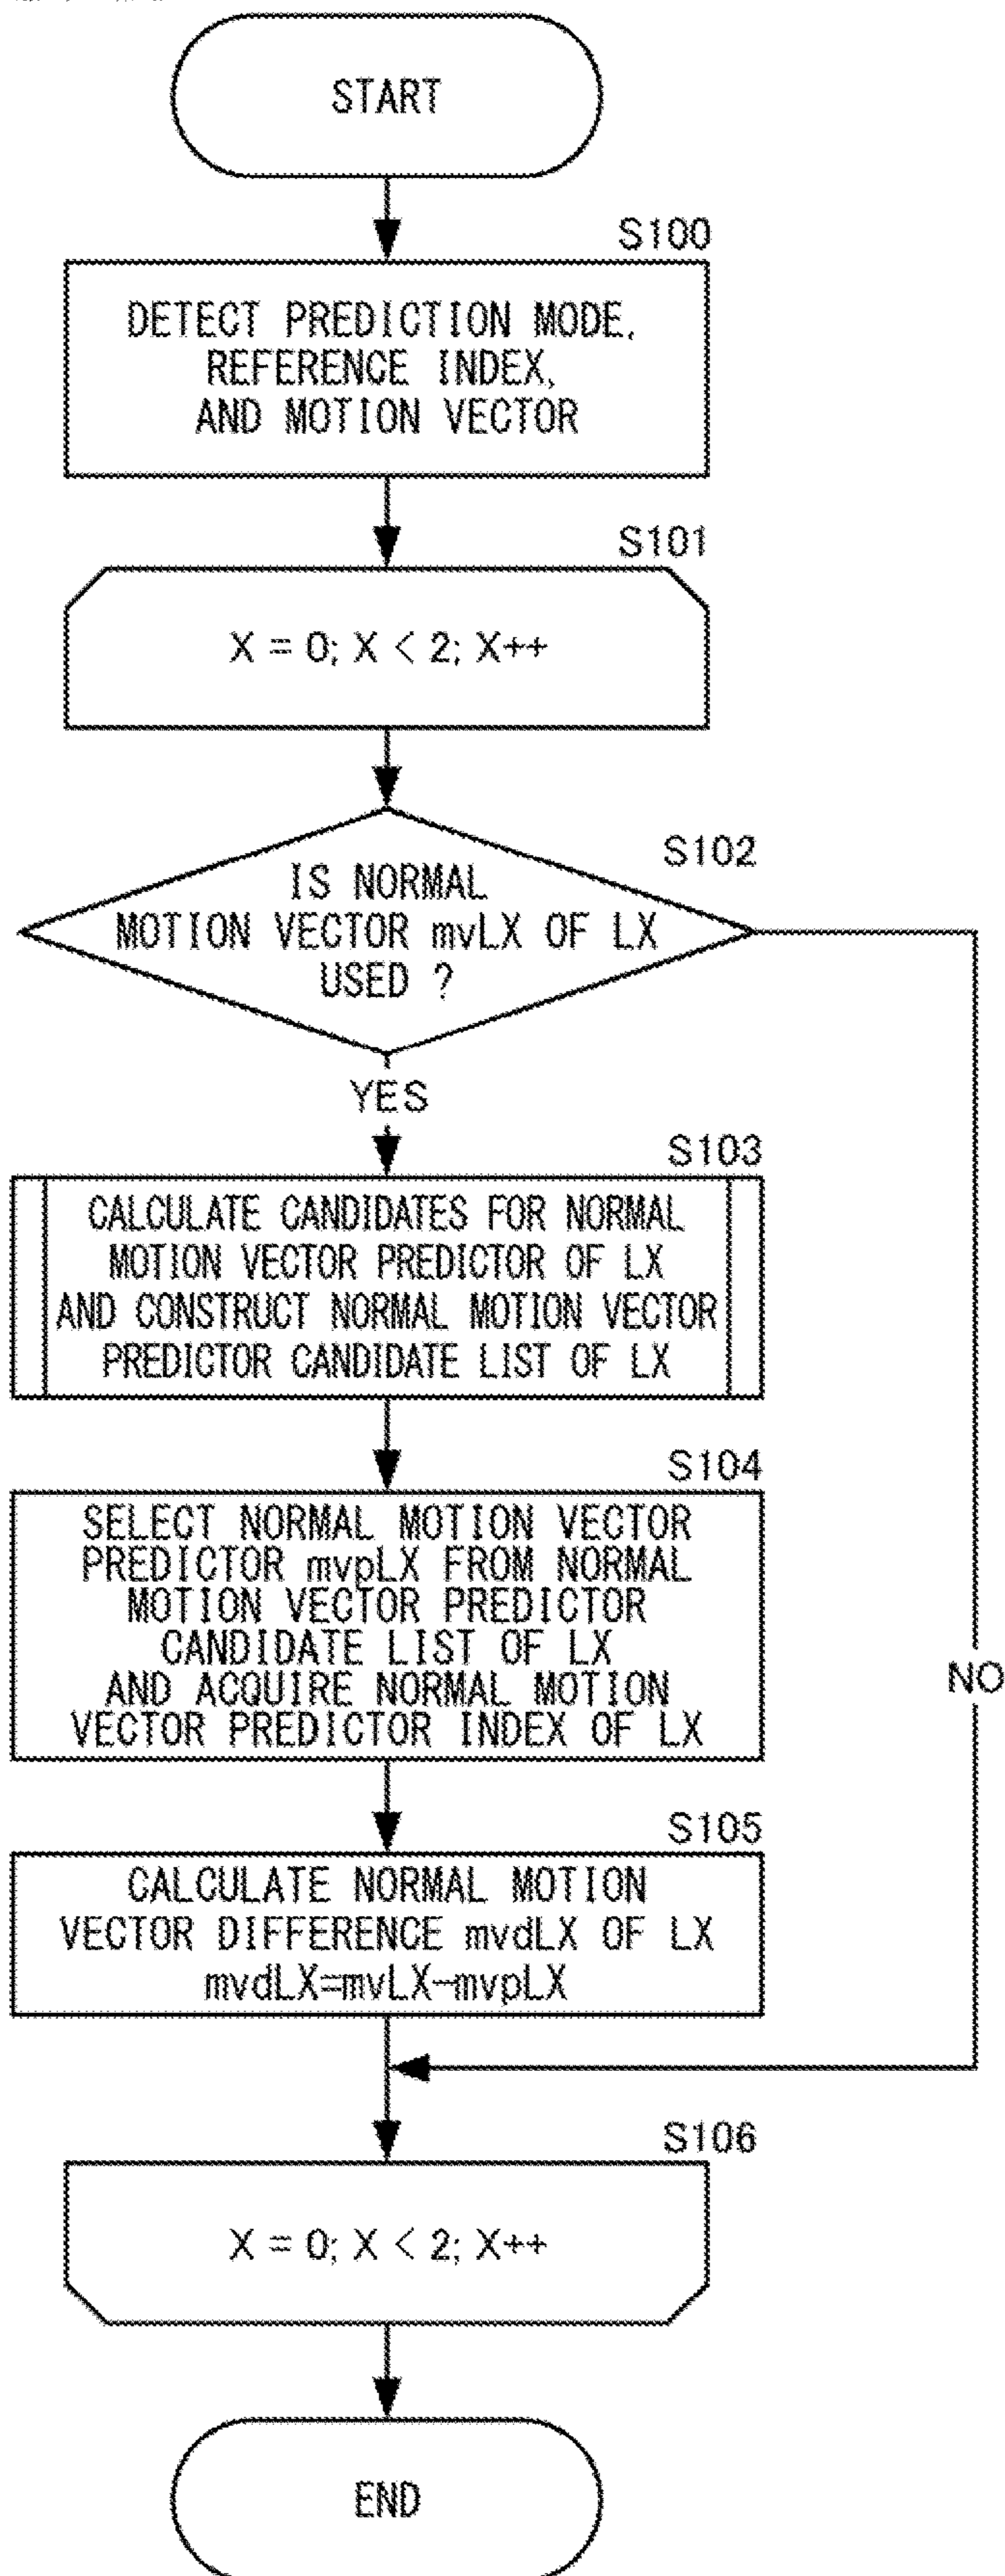 START
S100
DETECT PREDICTION MODE,
REFERENCE INDEX,
AND MOTION VECTOR
S101
X = 0; X < 2; X++
S102
IS NORMAL
MOTION VECTOR mvLX OF LX
USED ?
YES
S103
CALCULATE CANDIDATES FOR NORMAL
MOTION VECTOR PREDICTOR OF LX
AND CONSTRUCT NORMAL MOTION VECTOR
PREDICTOR CANDIDATE LIST OF LX
S104
SELECT NORMAL MOTION VECTOR
PREDICTOR mvpLX FROM NORMAL
MOTION VECTOR PREDICTOR
CANDIDATE LIST OF LX
AND ACQUIRE NORMAL MOTION
VECTOR PREDICTOR INDEX OF LX
NO
S105
CALCULATE NORMAL MOTION
VECTOR DIFFERENCE mvdLX OF LX
mvdLX=mvLX-mvpLX
S106
X = 0; X < 2; X++
END